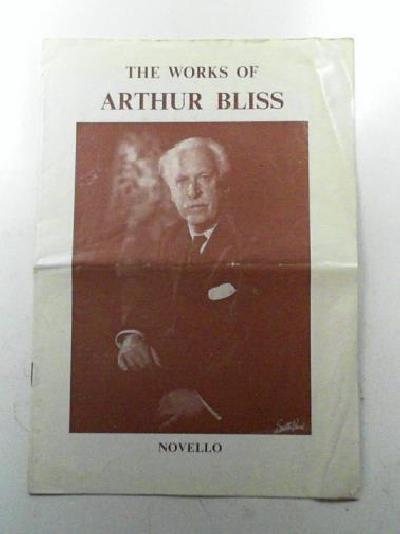 THE WORKS OF
ARTHUR BLISS
NOVELLO